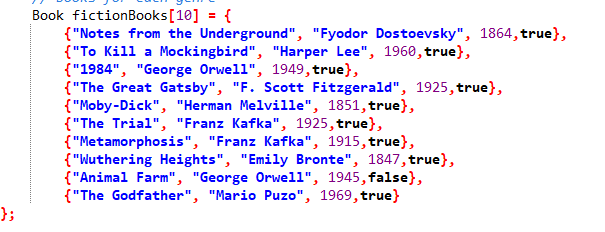 // Books for each genre
Book fictionBooks[10] = {
{"Notes from the Underground", "Fyodor Dostoevsky", 1864,true},
{"To Kill a Mockingbird", "Harper Lee", 1960,true},
{"1984", "George Orwell", 1949,true},
{"The Great Gatsby", "F. Scott Fitzgerald", 1925,true},
{"Moby-Dick", "Herman Melville", 1851,true},
{"The Trial", "Franz Kafka", 1925,true},
{"Metamorphosis", "Franz Kafka", 1915,true},
{"Wuthering Heights", "Emily Bronte", 1847,true},
{"Animal Farm", "George Orwell", 1945,false},
{"The Godfather", "Mario Puzo", 1969,true}
};